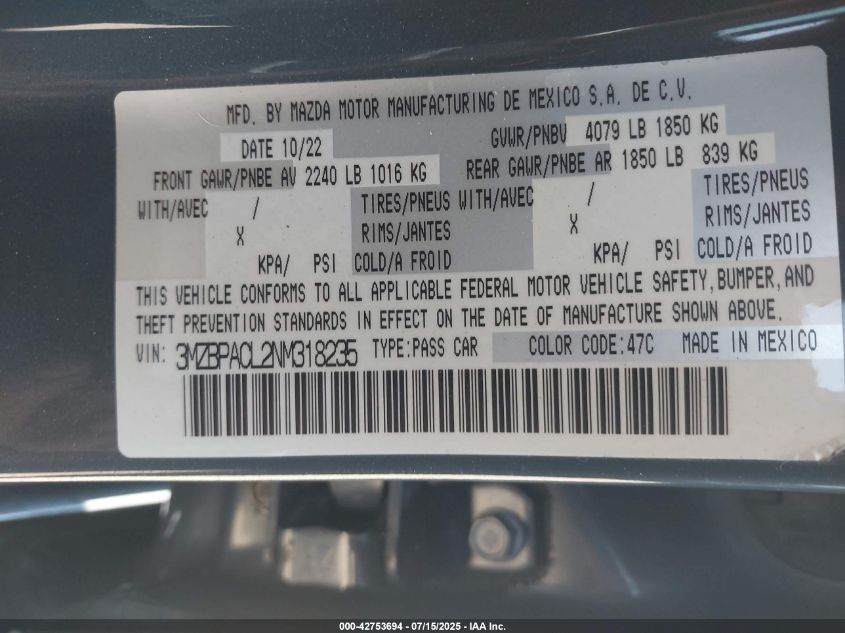 MFD. BY MAZDA MOTOR MANUFACTURING DE MEXICO S.A. DE C.V.
DATE 10/22 GVWR/PNBV 4079 LB 1850 KG
FRONT GAWR/PNBE AV 2240 LB 1016 KG REAR GAWR/PNBE AR 1850 LB 839 KG
WITH/AVEC / TIRES/PNEUS WITH/AVEC / TIRES/PNEUS
X RIMS/JANTES X RIMS/JANTES
KPA/ PSI COLD/A FROID KPA/ PSI COLD/A FROID
THIS VEHICLE CONFORMS TO ALL APPLICABLE FEDERAL MOTOR VEHICLE SAFETY, BUMPER, AND
THEFT PREVENTION STANDARDS IN EFFECT ON THE DATE OF MANUFACTURE SHOWN ABOVE.
VIN: 3MZBPACL2NM318235 TYPE:PASS CAR COLOR CODE:47C MADE IN MEXICO
000-42753694 - 07/15/2025 - IAA Inc.